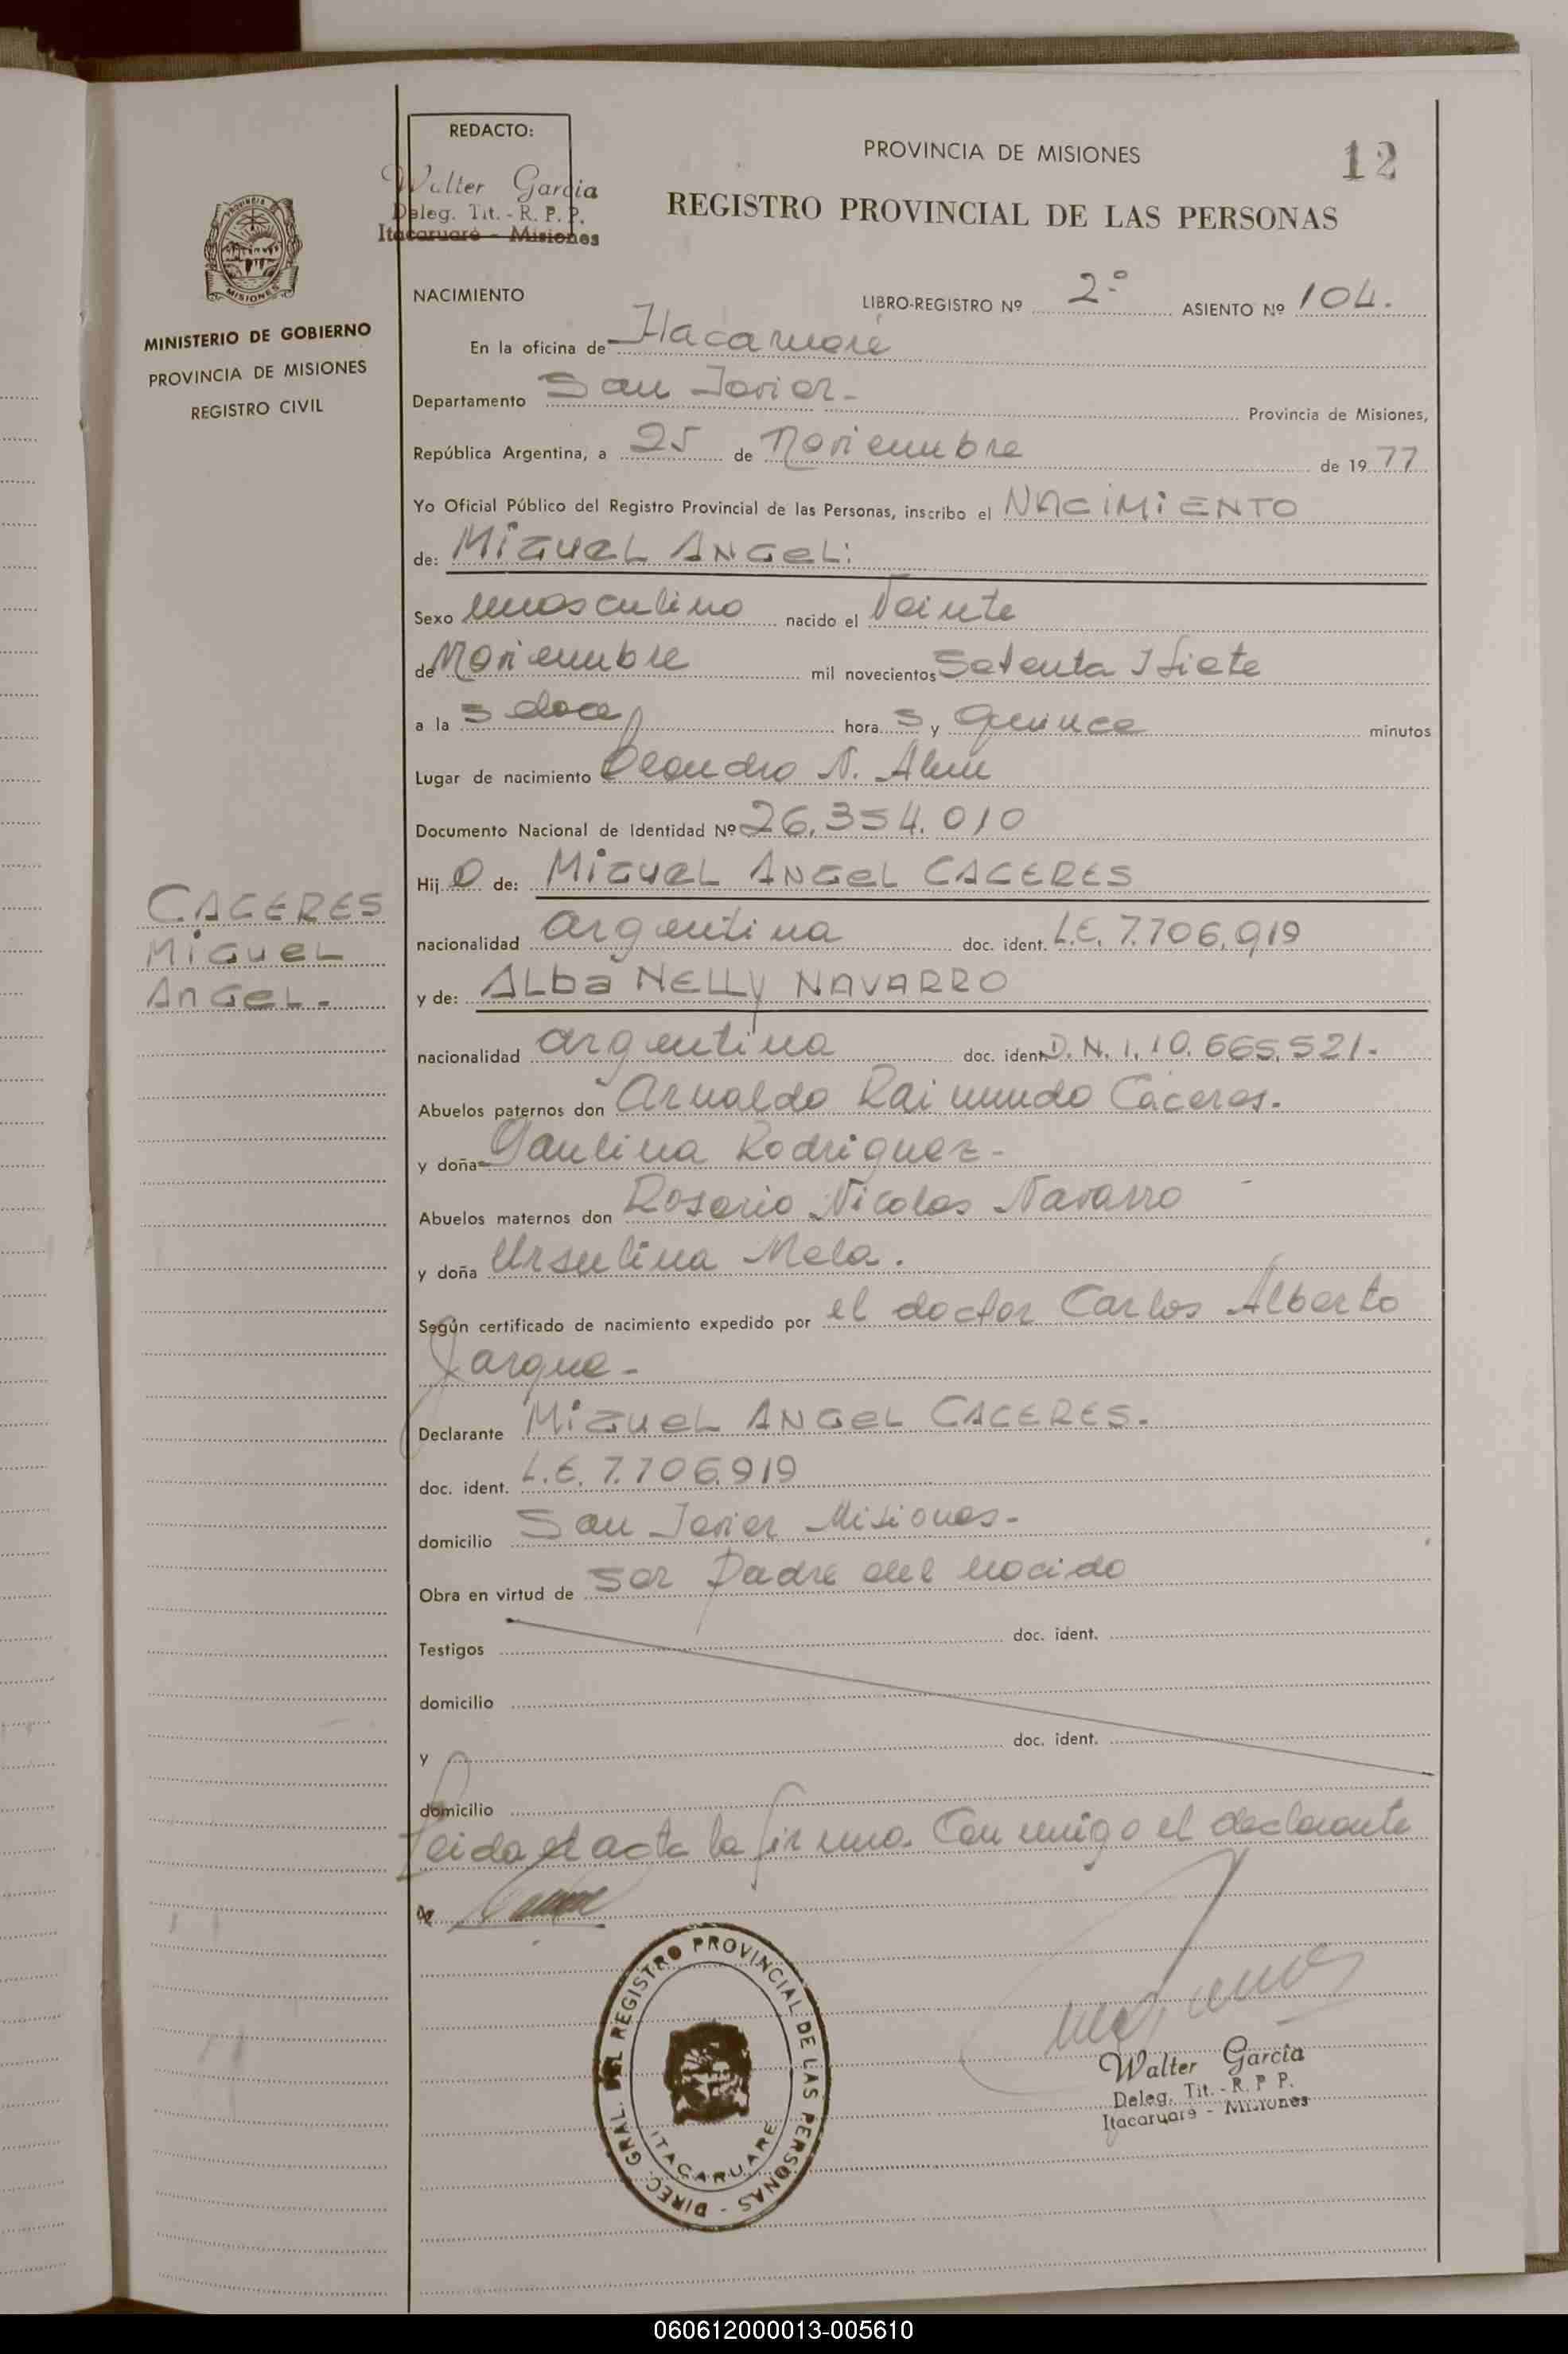 REDACTO:
Walter Garcia
Deleg. Tit. - R. P. P.
Itacaruaré - Misiones
PROVINCIA DE MISIONES
12
REGISTRO PROVINCIAL DE LAS PERSONAS
PROVINCIA DE
MISIONES
MINISTERIO DE GOBIERNO
PROVINCIA DE MISIONES
REGISTRO CIVIL
NACIMIENTO
LIBRO-REGISTRO Nº 2º ASIENTO Nº 104.
En la oficina de Itacaruaré
Departamento San Javier - Provincia de Misiones,
República Argentina, a 25 de Noviembre de 1977
Yo Oficial Público del Registro Provincial de las Personas, inscribo el NACIMIENTO
de: MIGUEL ANGEL:
Sexo masculino nacido el Veinte
de Noviembre mil novecientos Setenta y siete
a la s doce hora s y Quince minutos
Lugar de nacimiento Leandro N. Alem
Documento Nacional de Identidad Nº 26.354.010
Hij o de: MIGUEL ANGEL CACERES
CACERES
MIGUEL
ANGEL.-
nacionalidad argentina doc. ident. L.E. 7.706.919
y de: ALba NELLY NAVARRO
nacionalidad argentina doc. ident. D.N.I. 10.665.521.-
Abuelos paternos don Arnaldo Raimundo Cáceres.-
y doña Paulina Rodriguez-
Abuelos maternos don Rosario Nicolas Navarro
y doña Ursulina Mela.
Según certificado de nacimiento expedido por el doctor Carlos Alberto
Jarque-
Declarante MIGUEL ANGEL CACERES.-
doc. ident. L.E. 7.706.919
domicilio San Javier Misiones-
Obra en virtud de ser Padre del nacido
Testigos doc. ident.
domicilio
y doc. ident.
domicilio
Leida el acta la firma. Conmigo el declarante
DIREC. GRAL. DEL REGISTRO PROVINCIAL DE LAS PERSONAS -
ITACARUARE
Walter Garcia
Deleg. Tit. - R. P P.
Itacaruaré - Misiones
060612000013-005610